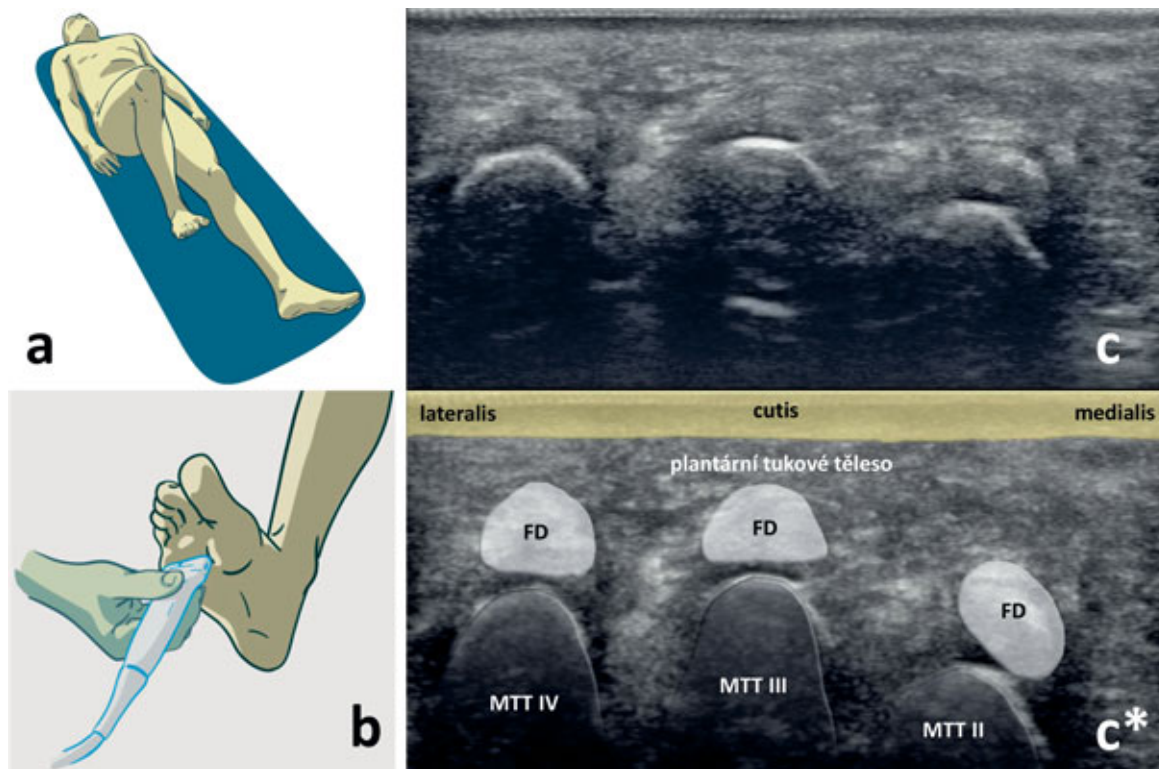 a
c
b
lateralis cutis medialis
plantární tukové těleso
FD FD
FD
MTT IV MTT III MTT II
c*